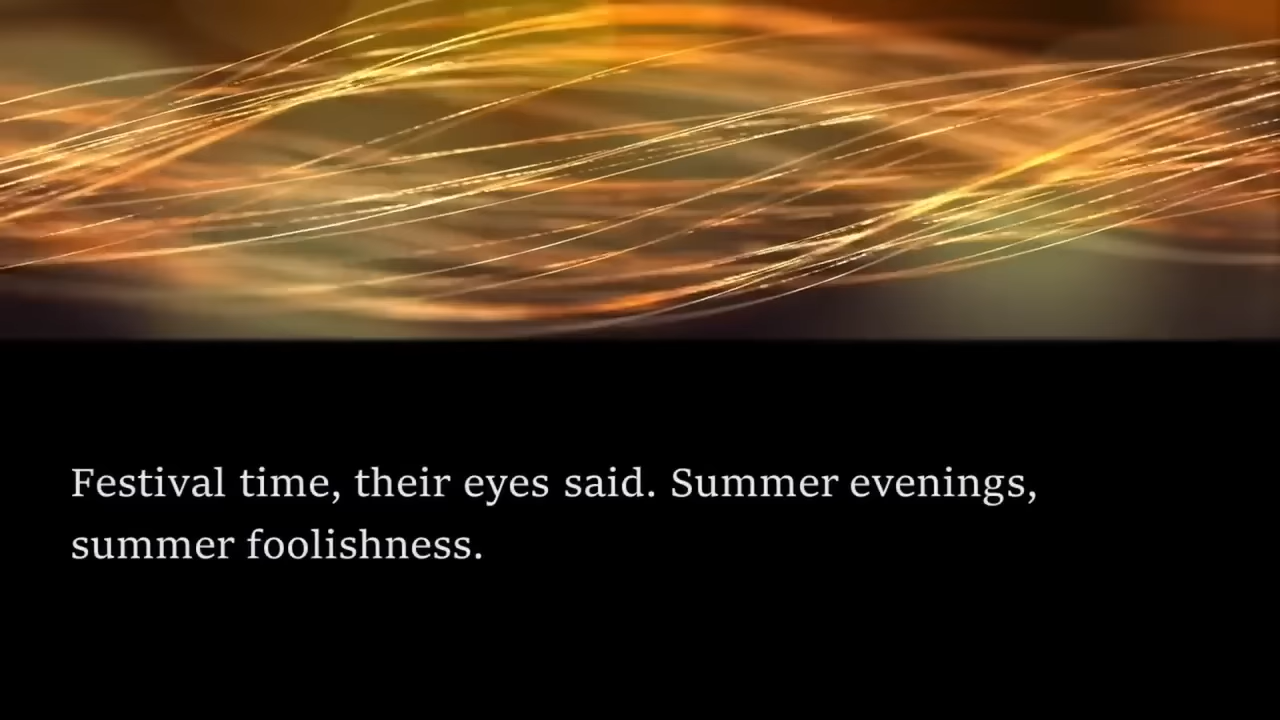 Festival time, their eyes said. Summer evenings,
summer foolishness.